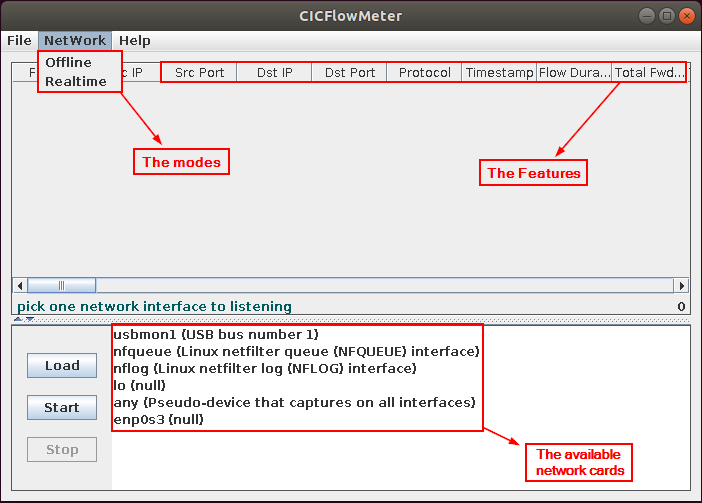 CICFlowMeter
File NetWork Help
Offline
Realtime
F
IP Src Port Dst IP Dst Port Protocol Timestamp Flow Dura... Total Fwd...
The modes
The Features
pick one network interface to listening 0
usbmon1 {USB bus number 1}
nfqueue {Linux netfilter queue {NFQUEUE} interface}
Load
nflog {Linux netfilter log {NFLOG} interface}
lo {null}
Start
any {Pseudo-device that captures on all interfaces}
enp0s3 {null}
Stop
The available
network cards